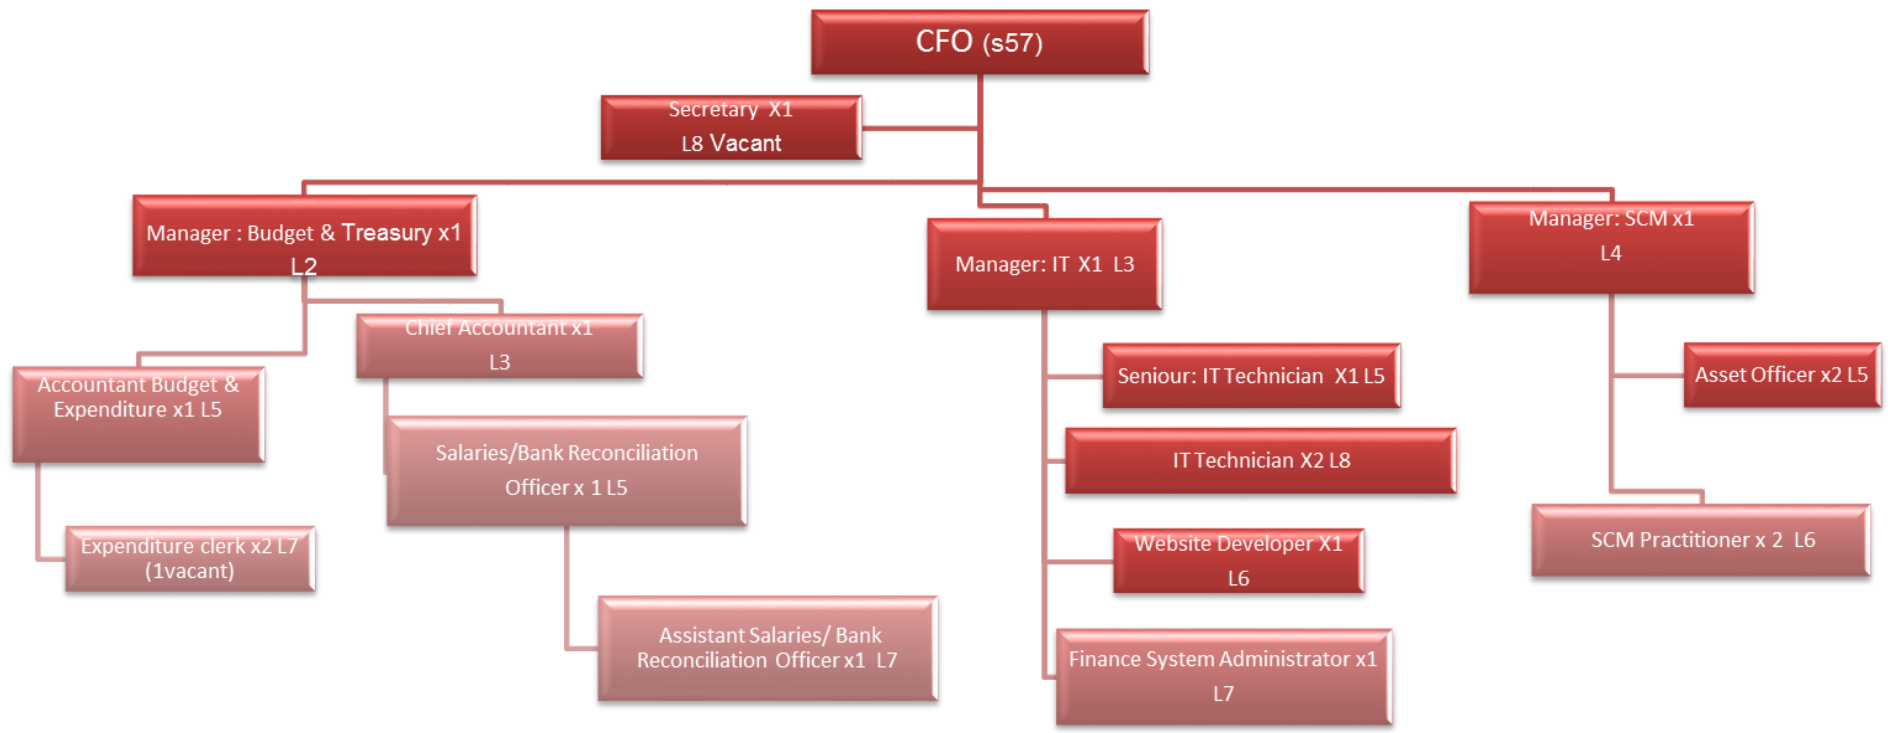 CFO (s57)
Secretary X1
L8 Vacant
Manager : Budget & Treasury x1
L2
Manager: IT X1 L3
Manager: SCM x1
L4
Chief Accountant x1
L3
Accountant Budget &
Expenditure x1 L5
Salaries/Bank Reconciliation
Officer x 1 L5
Expenditure clerk x2 L7
(1vacant)
Assistant Salaries/ Bank
Reconciliation Officer x1 L7
Seniour: IT Technician X1 L5
IT Technician X2 L8
Website Developer X1
L6
Finance System Administrator x1
L7
Asset Officer x2 L5
SCM Practitioner x 2 L6